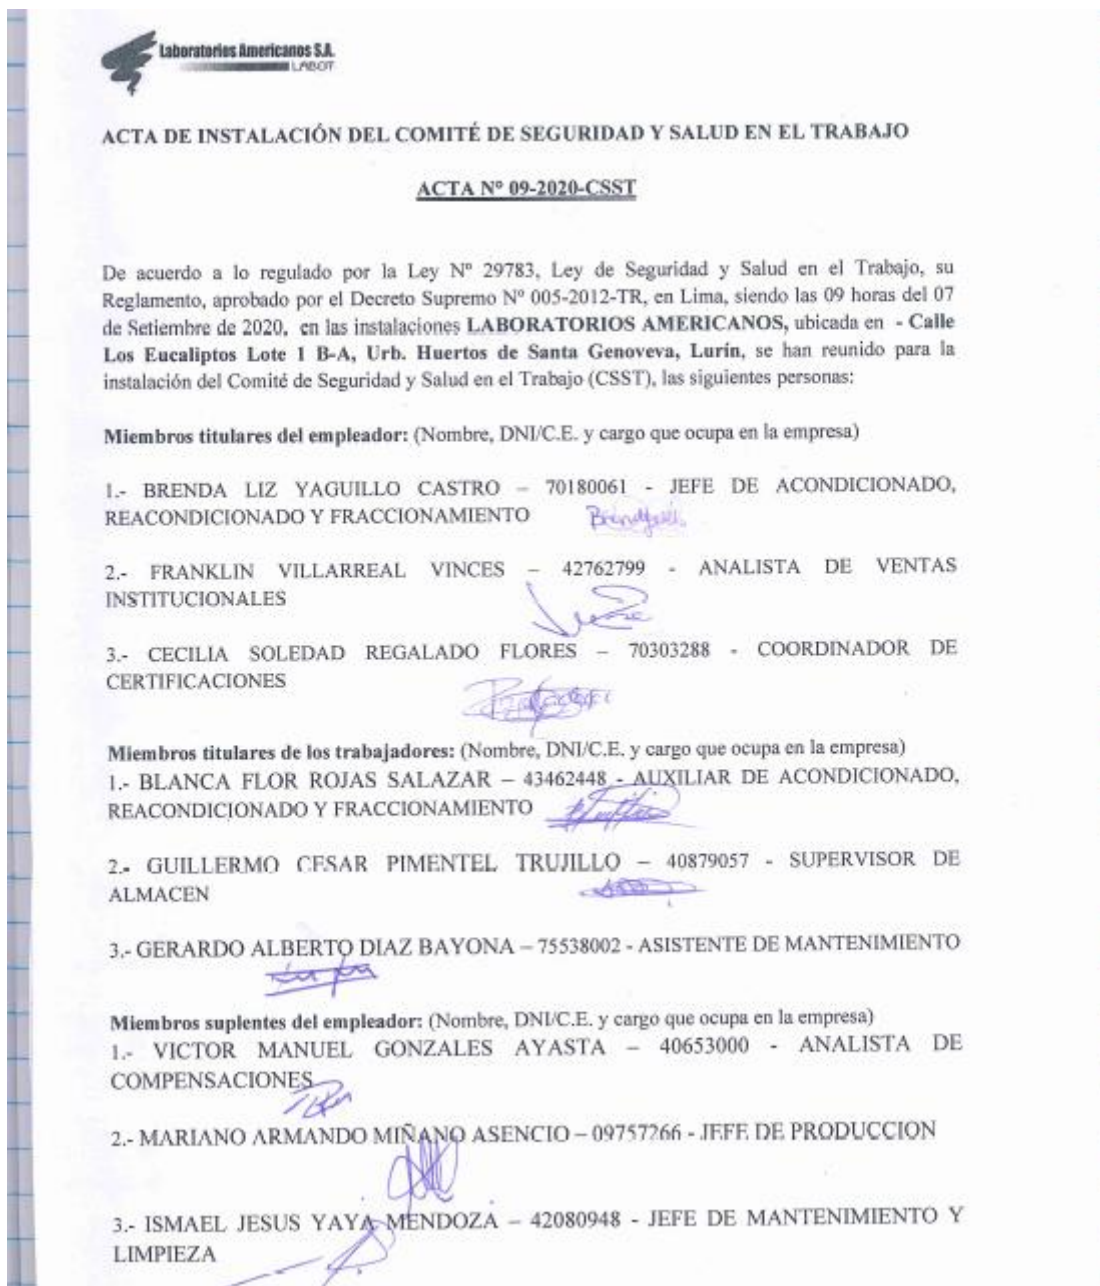 Laboratorios Americanos S.A.
LABOT
ACTA DE INSTALACIÓN DEL COMITÉ DE SEGURIDAD Y SALUD EN EL TRABAJO
ACTA Nº 09-2020-CSST
De acuerdo a lo regulado por la Ley Nº 29783, Ley de Seguridad y Salud en el Trabajo, su
Reglamento, aprobado por el Decreto Supremo Nº 005-2012-TR, en Lima, siendo las 09 horas del 07
de Setiembre de 2020, en las instalaciones LABORATORIOS AMERICANOS, ubicada en - Calle
Los Eucaliptos Lote 1 B-A, Urb. Huertos de Santa Genoveva, Lurín, se han reunido para la
instalación del Comité de Seguridad y Salud en el Trabajo (CSST), las siguientes personas:
Miembros titulares del empleador: (Nombre, DNI/C.E. y cargo que ocupa en la empresa)
1.- BRENDA LIZ YAGUILLO CASTRO – 70180061 - JEFE DE ACONDICIONADO,
REACONDICIONADO Y FRACCIONAMIENTO
2.- FRANKLIN VILLARREAL VINCES – 42762799 - ANALISTA DE VENTAS
INSTITUCIONALES
3.- CECILIA SOLEDAD REGALADO FLORES – 70303288 - COORDINADOR DE
CERTIFICACIONES
Miembros titulares de los trabajadores: (Nombre, DNI/C.E. y cargo que ocupa en la empresa)
1.- BLANCA FLOR ROJAS SALAZAR – 43462448 - AUXILIAR DE ACONDICIONADO,
REACONDICIONADO Y FRACCIONAMIENTO
2.- GUILLERMO CESAR PIMENTEL TRUJILLO – 40879057 - SUPERVISOR DE
ALMACEN
3.- GERARDO ALBERTO DIAZ BAYONA – 75538002 - ASISTENTE DE MANTENIMIENTO
Miembros suplentes del empleador: (Nombre, DNI/C.E. y cargo que ocupa en la empresa)
1.- VICTOR MANUEL GONZALES AYASTA – 40653000 - ANALISTA DE
COMPENSACIONES
2.- MARIANO ARMANDO MIÑANO ASENCIO – 09757266 - JEFE DE PRODUCCION
3.- ISMAEL JESUS YAYA MENDOZA – 42080948 - JEFE DE MANTENIMIENTO Y
LIMPIEZA